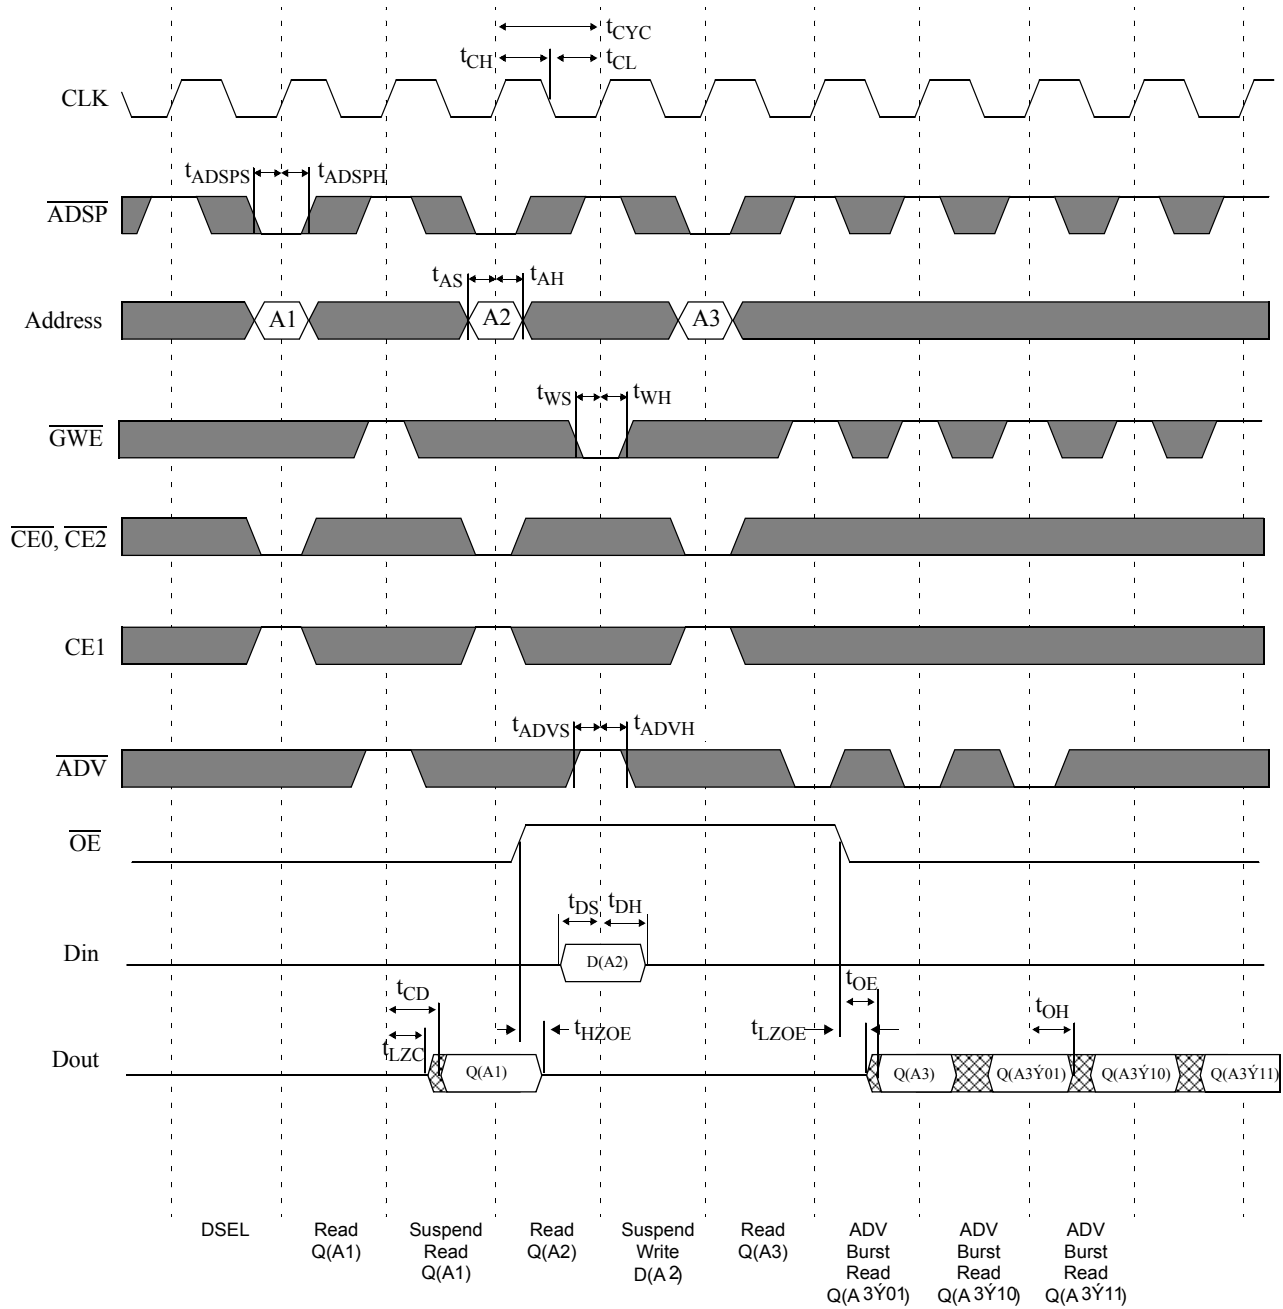 tCYC
tCH
tCL
CLK
tADSPS
tADSPH
ADSP
tAS
tAH
Address
A1
A2
A3
tWS
tWH
GWE
CE0, CE2
CE1
tADVS
tADVH
ADV
OE
tDS
tDH
Din
D(A2)
tCD
tOE
tOH
tLZC
tHZOE
tLZOE
Dout
Q(A1)
Q(A3)
Q(A3Ý01)
Q(A3Ý10)
Q(A3Ý11)
DSEL
Read
Q(A1)
Suspend
Read
Q(A1)
Read
Q(A2)
Suspend
Write
D(A2)
Read
Q(A3)
ADV
Burst
Read
Q(A3Ý01)
ADV
Burst
Read
Q(A3Ý10)
ADV
Burst
Read
Q(A3Ý11)